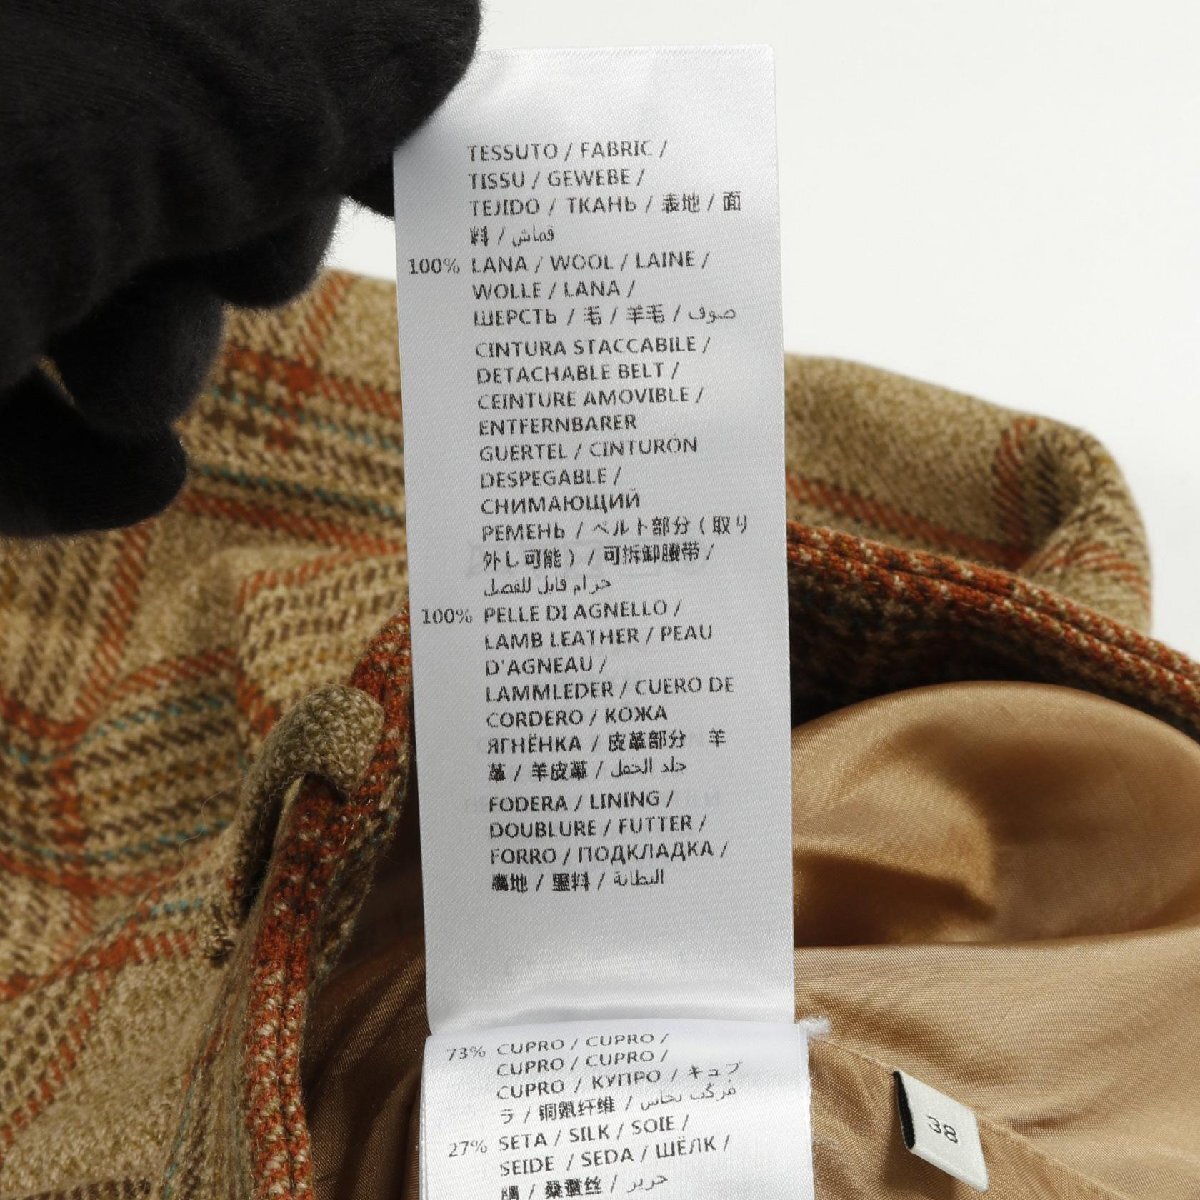 TESSUTO / FABRIC /
TISSU / GEWEBE /
TEJIDO / ТКАНЬ / 表地 / 面
料 / قماش
100% LANA / WOOL / LAINE /
WOLLE / LANA /
ШЕРСТЬ / 毛 / 羊毛 / صوف
CINTURA STACCABILE /
DETACHABLE BELT /
CEINTURE AMOVIBLE /
ENTFERNBARER
GUERTEL / CINTURON
DESPEGABLE /
СНИМАЮЩИЙ
РЕМЕНЬ / ベルト部分 ( 取り
外し可能 ) / 可拆卸腰带 /
حزام قابل للفصل
100% PELLE DI AGNELLO /
LAMB LEATHER / PEAU
D'AGNEAU /
LAMMLEDER / CUERO DE
CORDERO / КОЖА
ЯГНЁНКА / 皮革部分 羊
革 / 羊皮革 / جلد الحمل
FODERA / LINING /
DOUBLURE / FUTTER /
FORRO / ПОДКЛАДКА /
裏地 / 里料 / البطانة
73% CUPRO / CUPRO /
CUPRO / CUPRO /
CUPRO / КУПРО / キュプ
ラ / 铜氨纤维 /
27% SETA / SILK / SOIE /
SEIDE / SEDA / ШЁЛК /
絹 / 桑蚕丝 / حرير
38